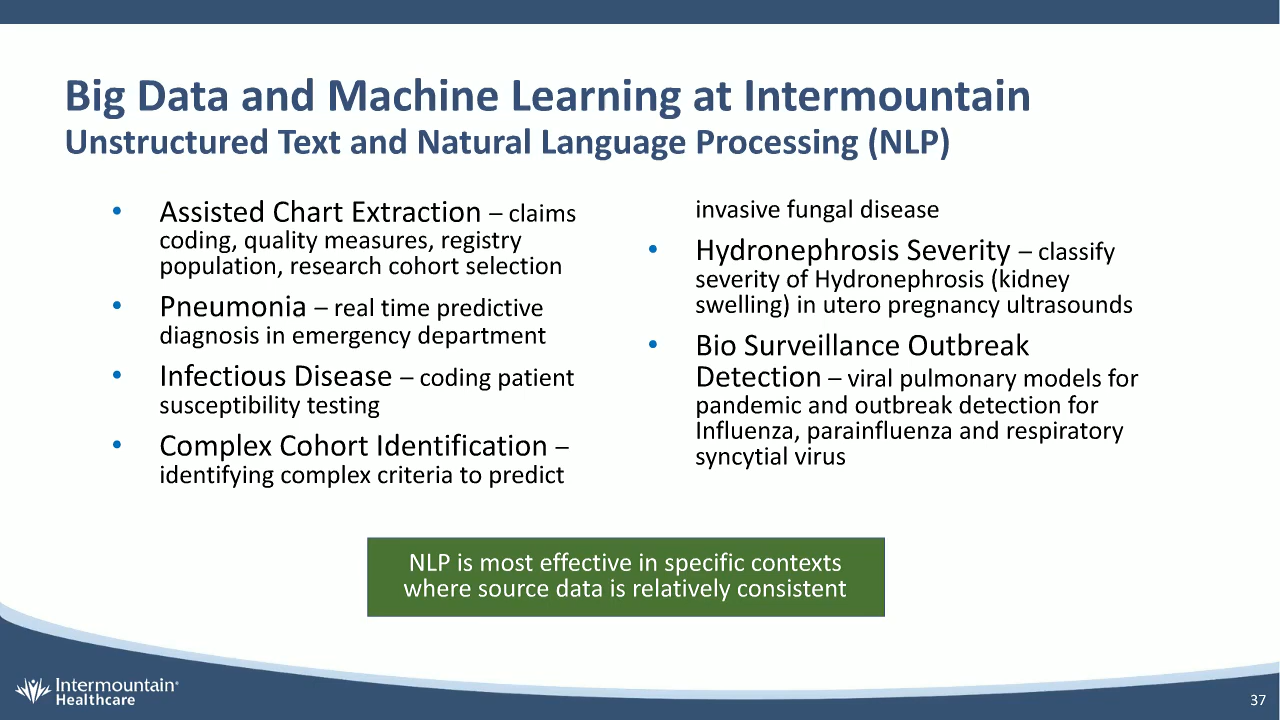 Big Data and Machine Learning at Intermountain
Unstructured Text and Natural Language Processing (NLP)
• Assisted Chart Extraction – claims
coding, quality measures, registry
population, research cohort selection
• Pneumonia – real time predictive
diagnosis in emergency department
• Infectious Disease – coding patient
susceptibility testing
• Complex Cohort Identification –
identifying complex criteria to predict
invasive fungal disease
• Hydronephrosis Severity – classify
severity of Hydronephrosis (kidney
swelling) in utero pregnancy ultrasounds
• Bio Surveillance Outbreak
Detection – viral pulmonary models for
pandemic and outbreak detection for
Influenza, parainfluenza and respiratory
syncytial virus
NLP is most effective in specific contexts
where source data is relatively consistent
Intermountain®
Healthcare
37